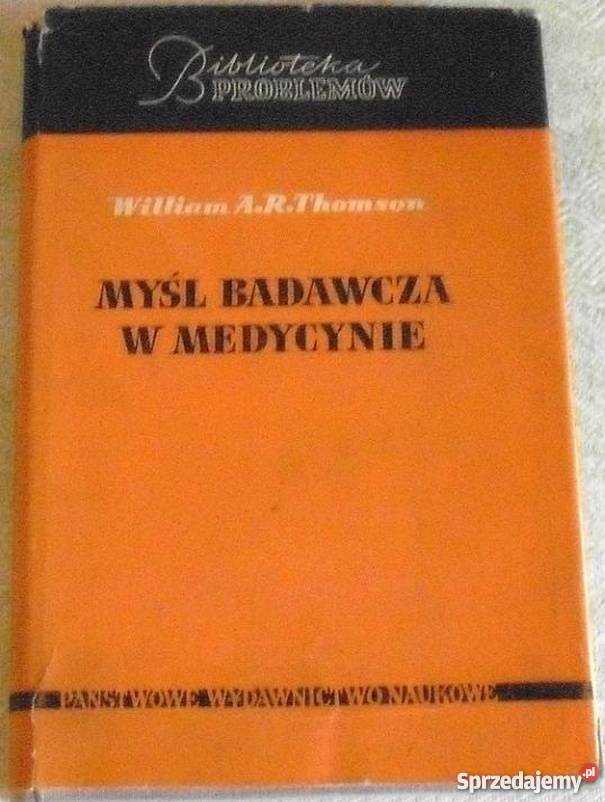 Biblioteka
PROBLEMÓW
William A.R. Thomson
MYŚL BADAWCZA
W MEDYCYNIE
PAŃSTWOWE WYDAWNICTWO NAUKOWE
Sprzedajemy.pl